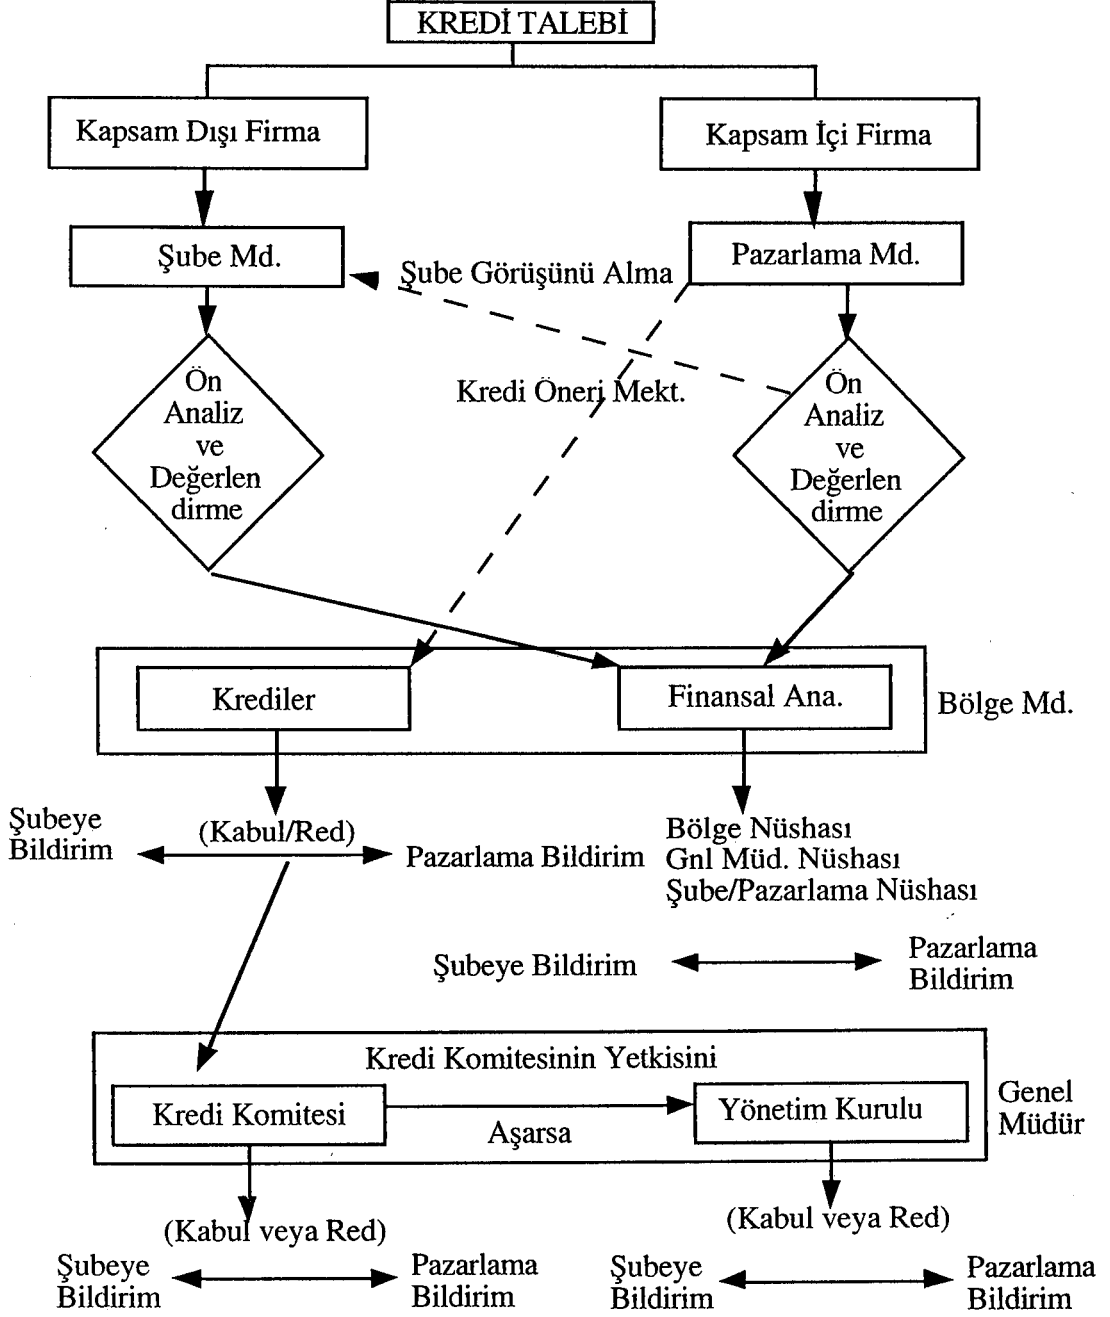 KREDİ TALEBİ
Kapsam Dışı Firma
Kapsam İçi Firma
Şube Md.
Pazarlama Md.
Şube Görüşünü Alma
Kredi Öneri Mekt.
Ön
Analiz
ve
Değerlen
dirme
Ön
Analiz
ve
Değerlen
dirme
Krediler
Finansal Ana.
Bölge Md.
Şubeye
Bildirim
(Kabul/Red)
Pazarlama Bildirim
Bölge Nüshası
Gnl Müd. Nüshası
Şube/Pazarlama Nüshası
Şubeye Bildirim
Pazarlama
Bildirim
Kredi Komitesinin Yetkisini
Kredi Komitesi
Aşarsa
Yönetim Kurulu
Genel
Müdür
(Kabul veya Red)
Şubeye
Bildirim
Pazarlama
Bildirim
(Kabul veya Red)
Şubeye
Bildirim
Pazarlama
Bildirim